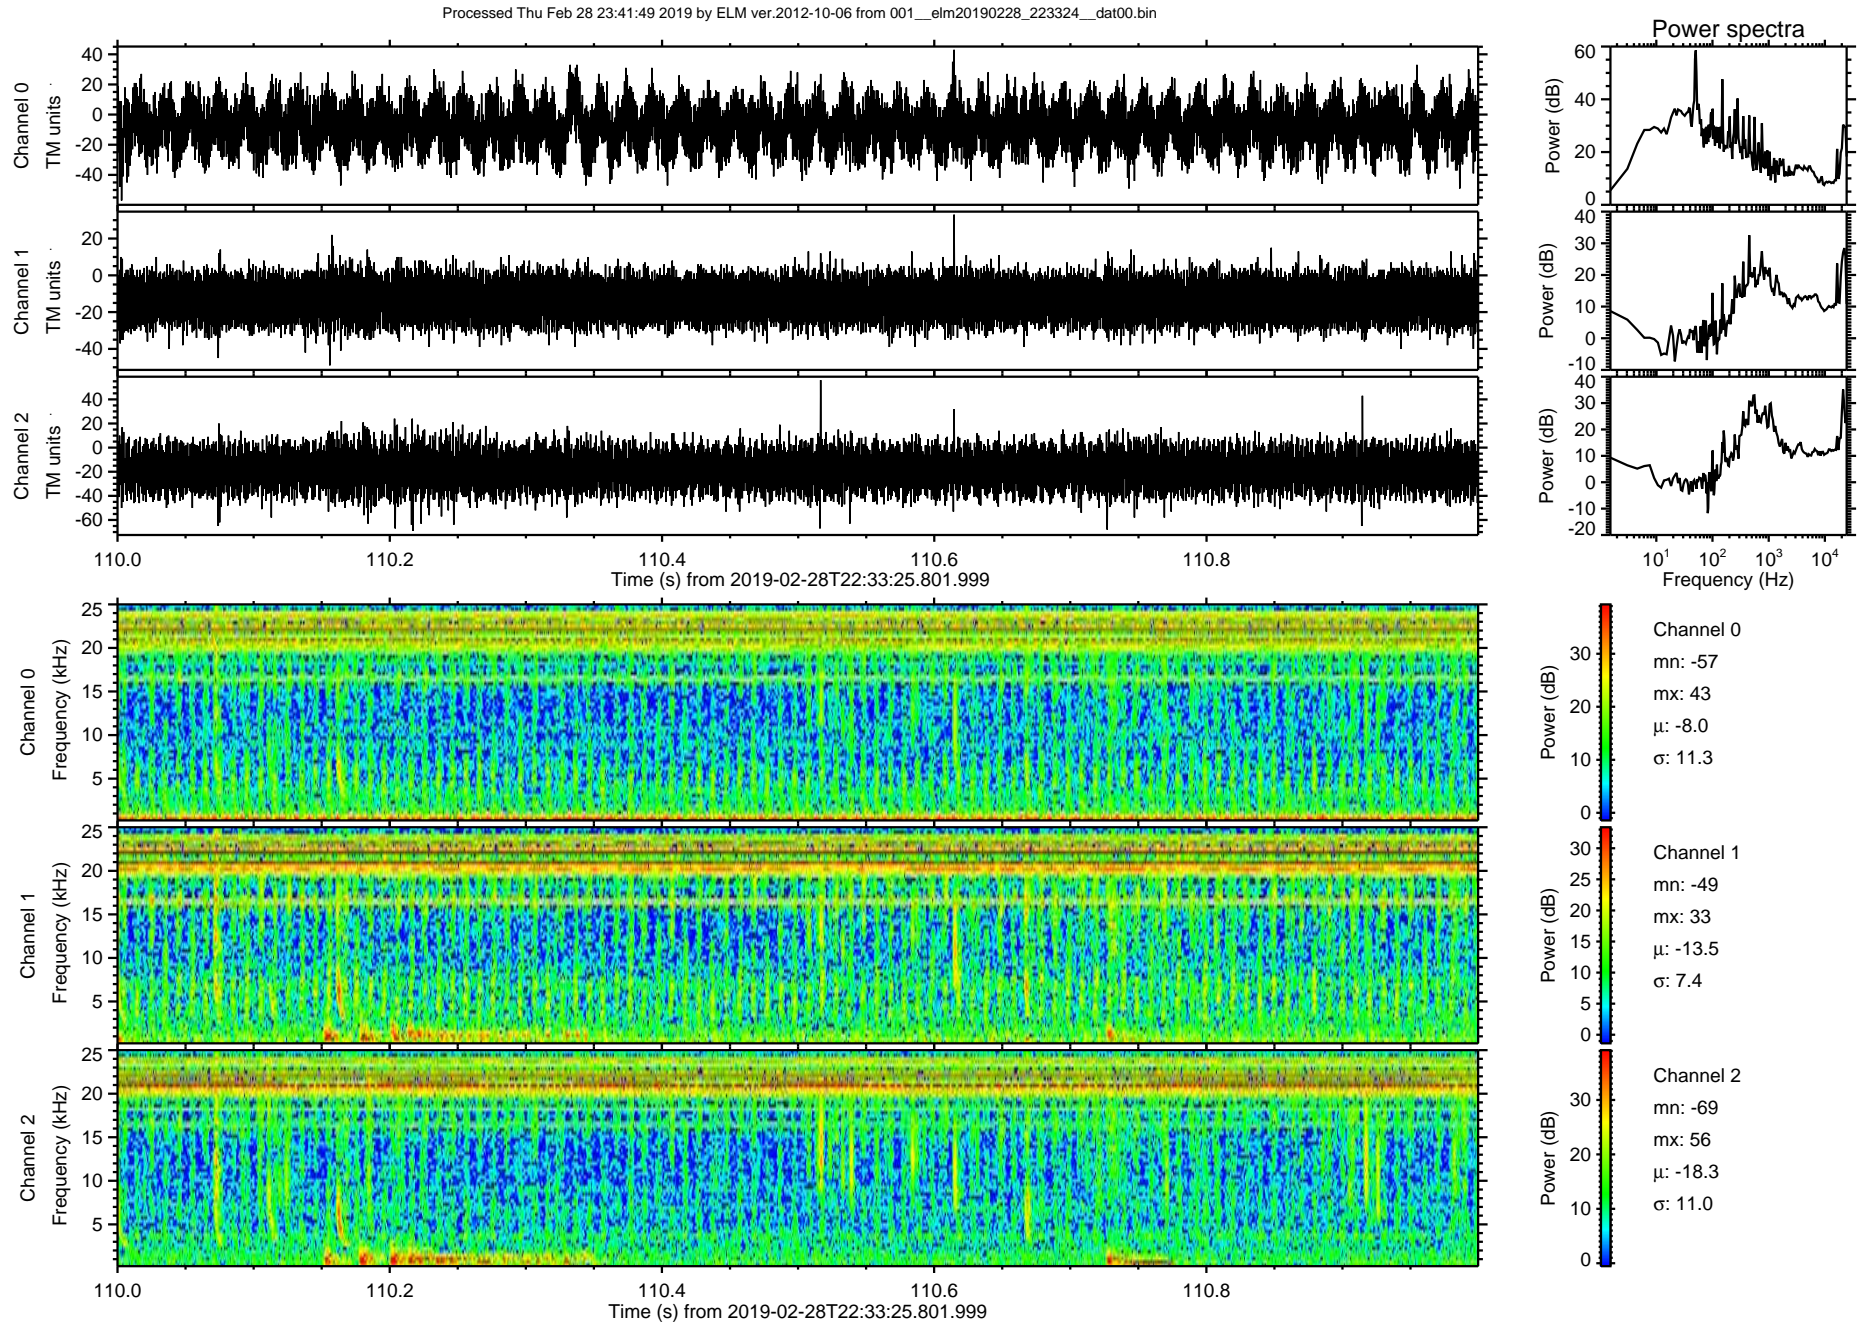 Processed Thu Feb 28 23:41:49 2019 by ELM ver.2012-10-06 from 001__elm20190228_223324__dat00.bin
Power spectra
Channel 0
TM units
40
20
0
-20
-40
Power (dB)
60
40
20
0
Channel 1
TM units
20
0
-20
-40
Power (dB)
40
30
20
10
0
-10
Channel 2
TM units
40
20
0
-20
-40
-60
Power (dB)
40
30
20
10
0
-10
-20
110.0 110.2 110.4 110.6 110.8
Time (s) from 2019-02-28T22:33:25.801.999
10¹ 10² 10³ 10⁴
Frequency (Hz)
Channel 0
Frequency (kHz)
25
20
15
10
5
Power (dB)
30
20
10
0
Channel 0
mn: -57
mx: 43
μ: -8.0
σ: 11.3
Channel 1
Frequency (kHz)
25
20
15
10
5
Power (dB)
30
25
20
15
10
5
0
Channel 1
mn: -49
mx: 33
μ: -13.5
σ: 7.4
Channel 2
Frequency (kHz)
25
20
15
10
5
Power (dB)
30
20
10
0
Channel 2
mn: -69
mx: 56
μ: -18.3
σ: 11.0
110.0 110.2 110.4 110.6 110.8
Time (s) from 2019-02-28T22:33:25.801.999